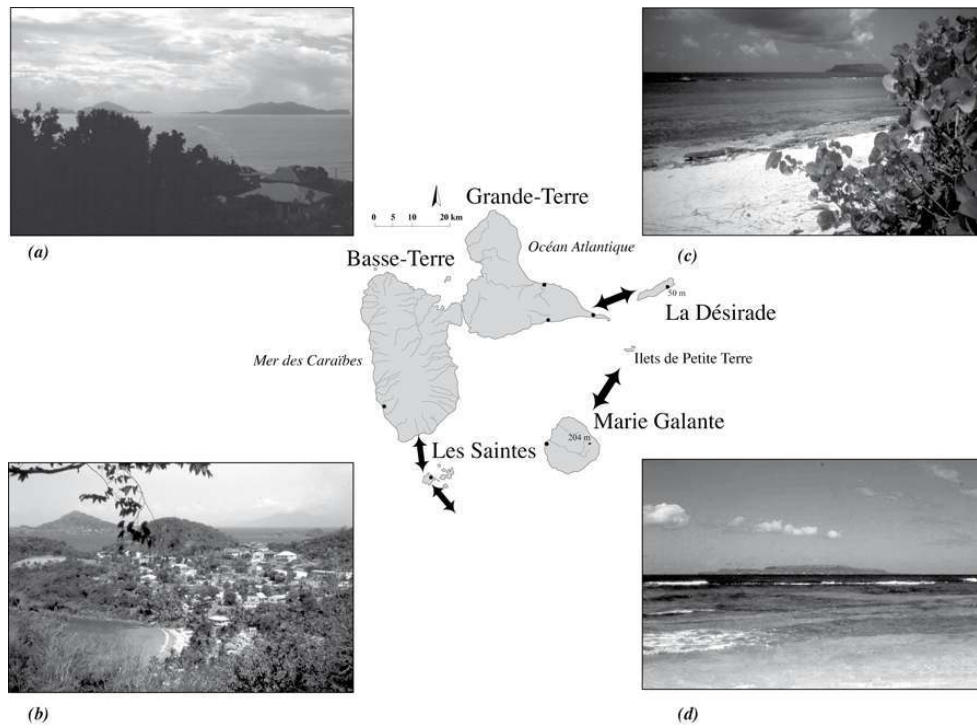 (a)
(c)
Grande-Terre
0 5 10 20 km
Océan Atlantique
Basse-Terre
50 m
La Désirade
Mer des Caraïbes
Ilets de Petite Terre
Marie Galante
204 m
Les Saintes
(b)
(d)